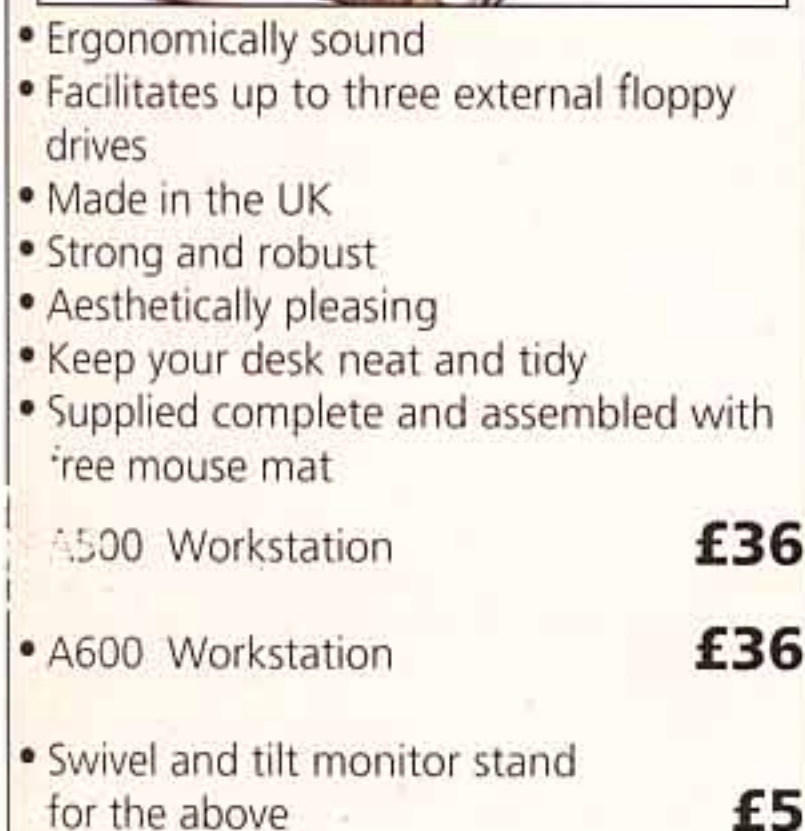 • Ergonomically sound
• Facilitates up to three external floppy
drives
• Made in the UK
• Strong and robust
• Aesthetically pleasing
• Keep your desk neat and tidy
• Supplied complete and assembled with
free mouse mat
A500 Workstation £36
• A600 Workstation £36
• Swivel and tilt monitor stand
for the above £5